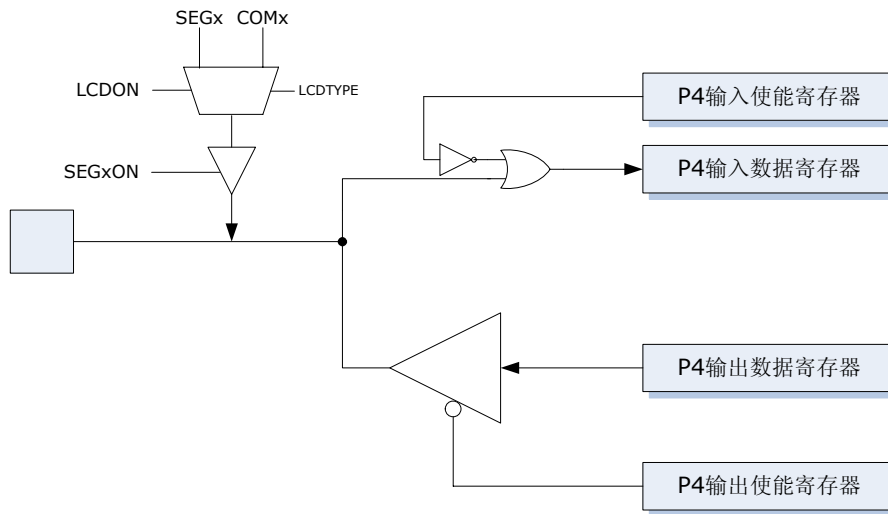 SEGx COMx
LCDON
LCDTYPE
SEGxON
P4输入使能寄存器
P4输入数据寄存器
P4输出数据寄存器
P4输出使能寄存器